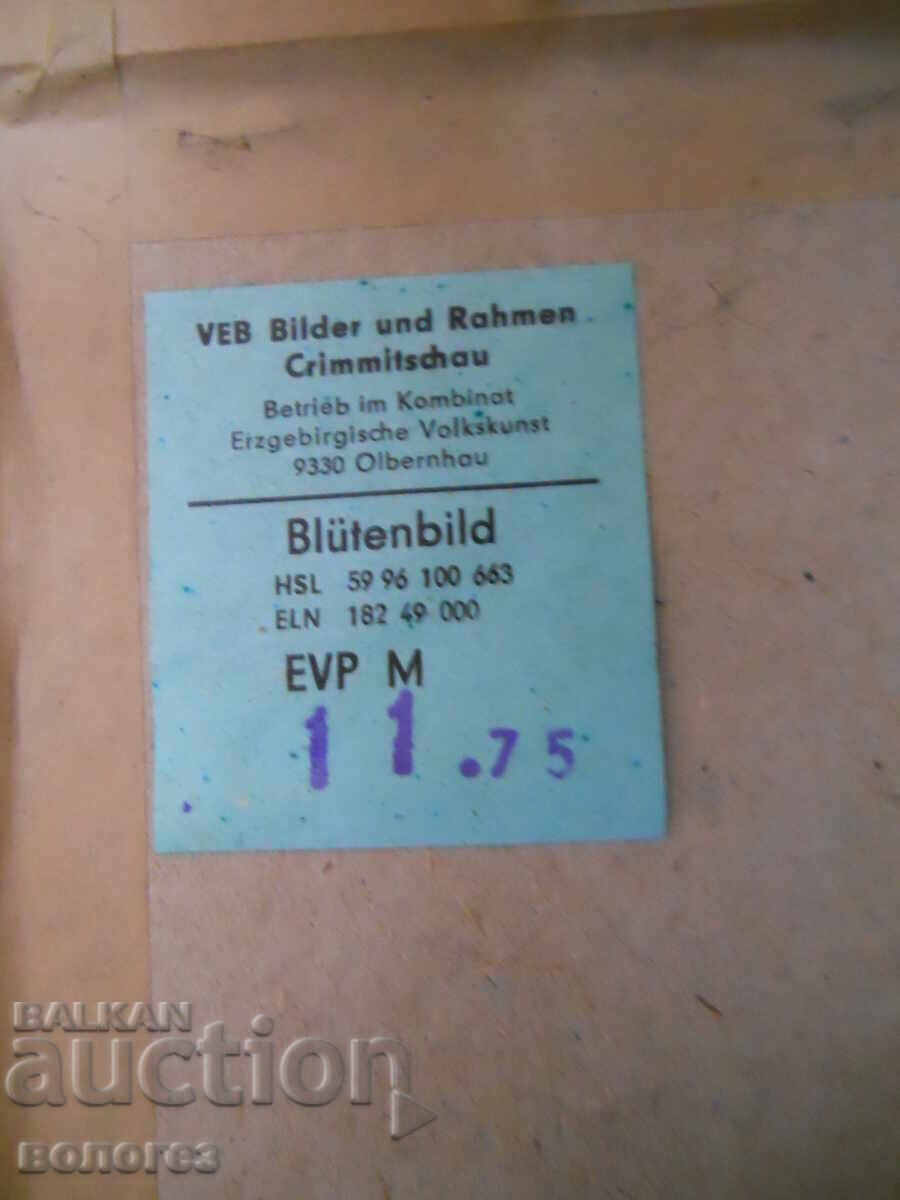 VEB Bilder und Rahmen
Crimmitschau
Betrieb im Kombinat
Erzgebirgische Volkskunst
9330 Olbernhau
Blütenbild
HSL 59 96 100 663
ELN 182 49 000
EVP M
11.75
BALKAN
auction
вологез